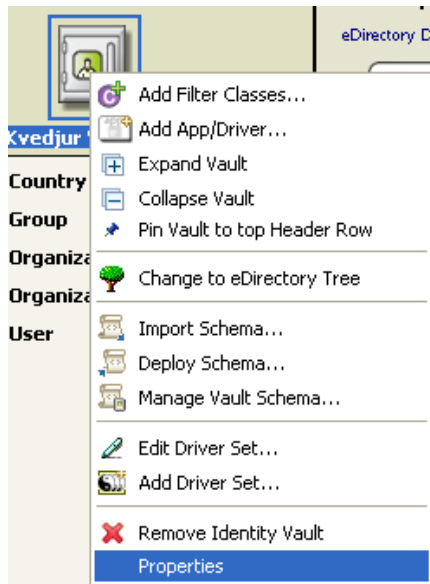 eDirectory D
Add Filter Classes...
Kvedjur
Add App/Driver...
Expand Vault
Country
Collapse Vault
Group
Pin Vault to top Header Row
Organiza
Change to eDirectory Tree
Organiza
User
Import Schema...
Deploy Schema...
Manage Vault Schema...
Edit Driver Set...
Add Driver Set...
Remove Identity Vault
Properties